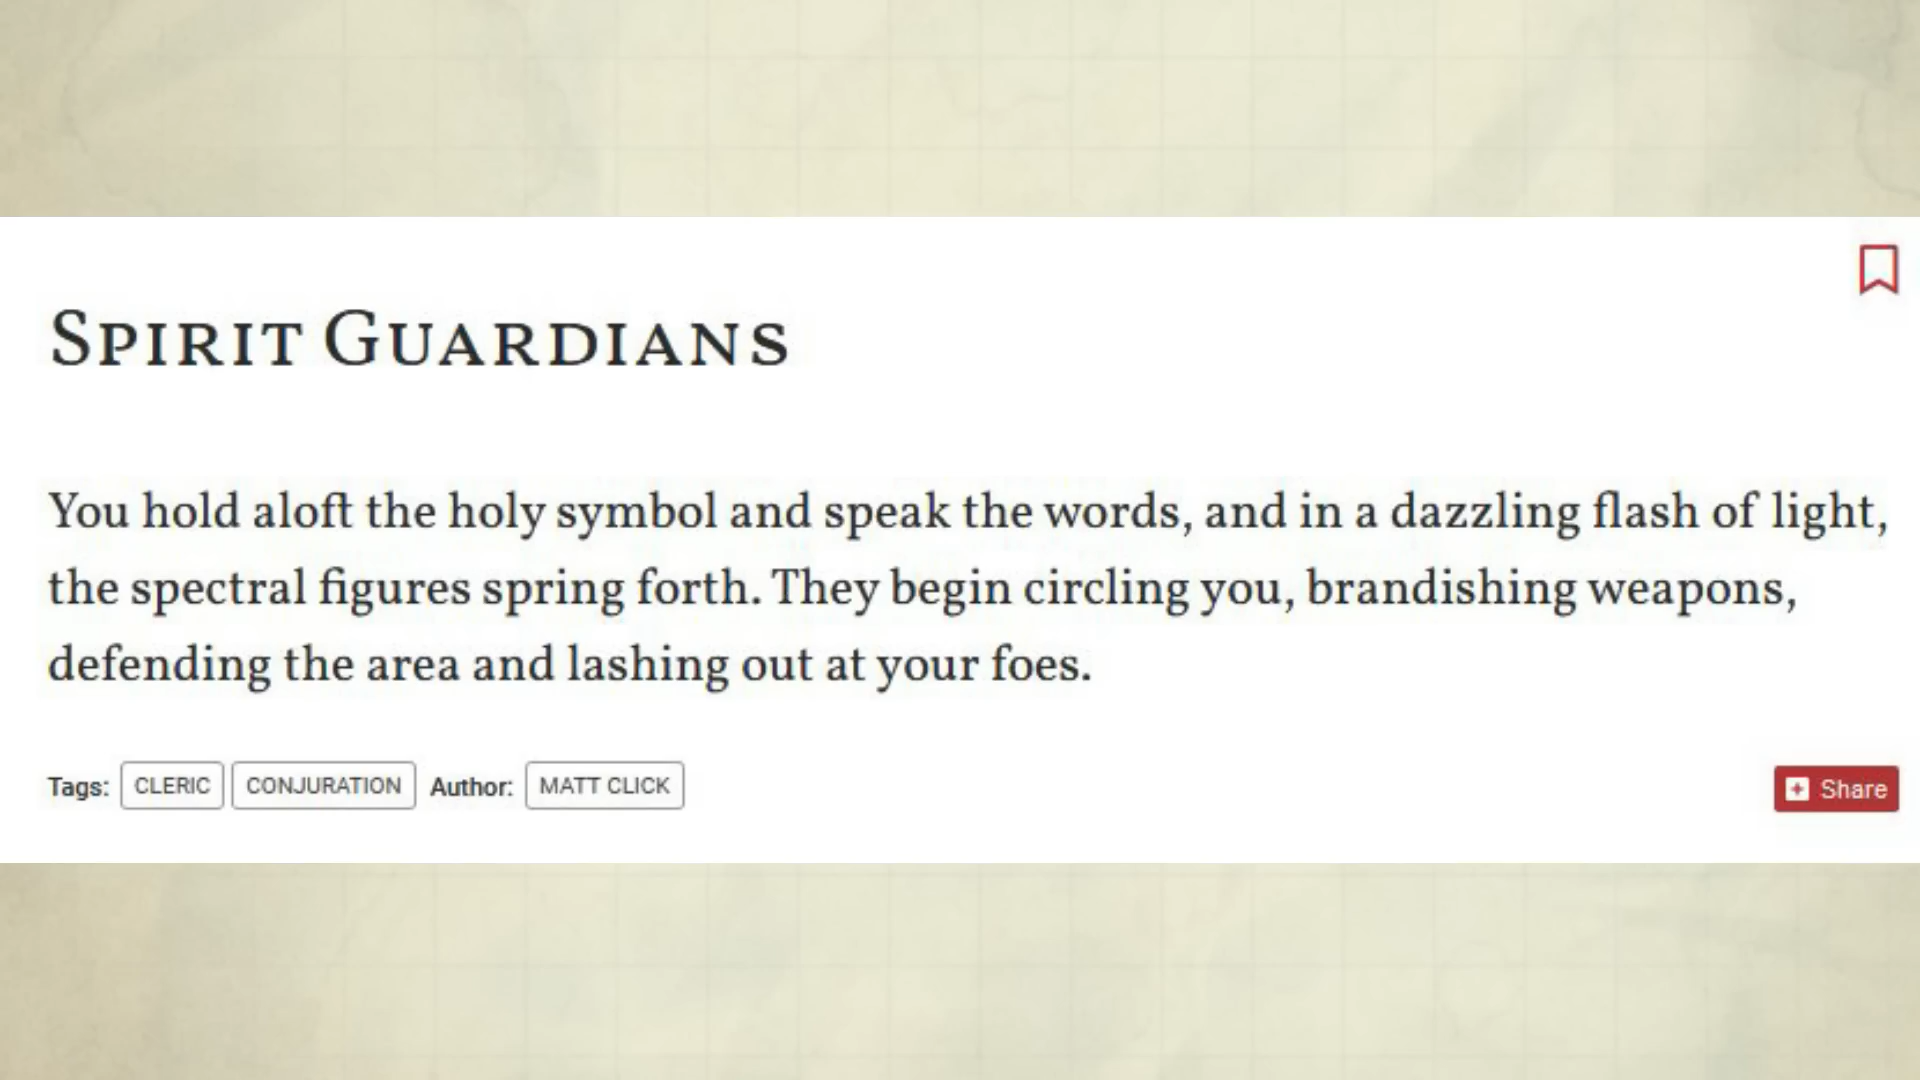 Spirit Guardians
You hold aloft the holy symbol and speak the words, and in a dazzling flash of light,
the spectral figures spring forth. They begin circling you, brandishing weapons,
defending the area and lashing out at your foes.
Tags: CLERIC CONJURATION Author: MATT CLICK
Share